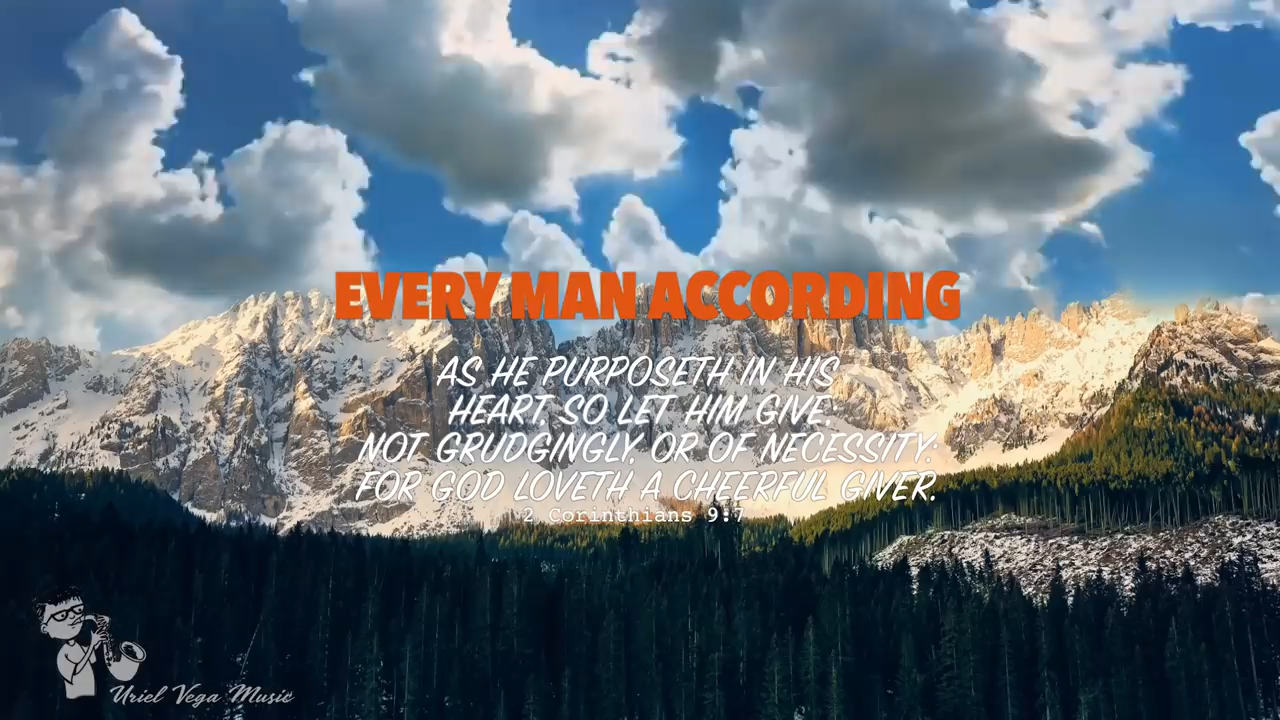 EVERY MAN ACCORDING
AS HE PURPOSETH IN HIS
HEART, SO LET HIM GIVE;
NOT GRUDGINGLY, OR OF NECESSITY:
FOR GOD LOVETH A CHEERFUL GIVER.
2 Corinthians 9:7
Uriel Vega Music